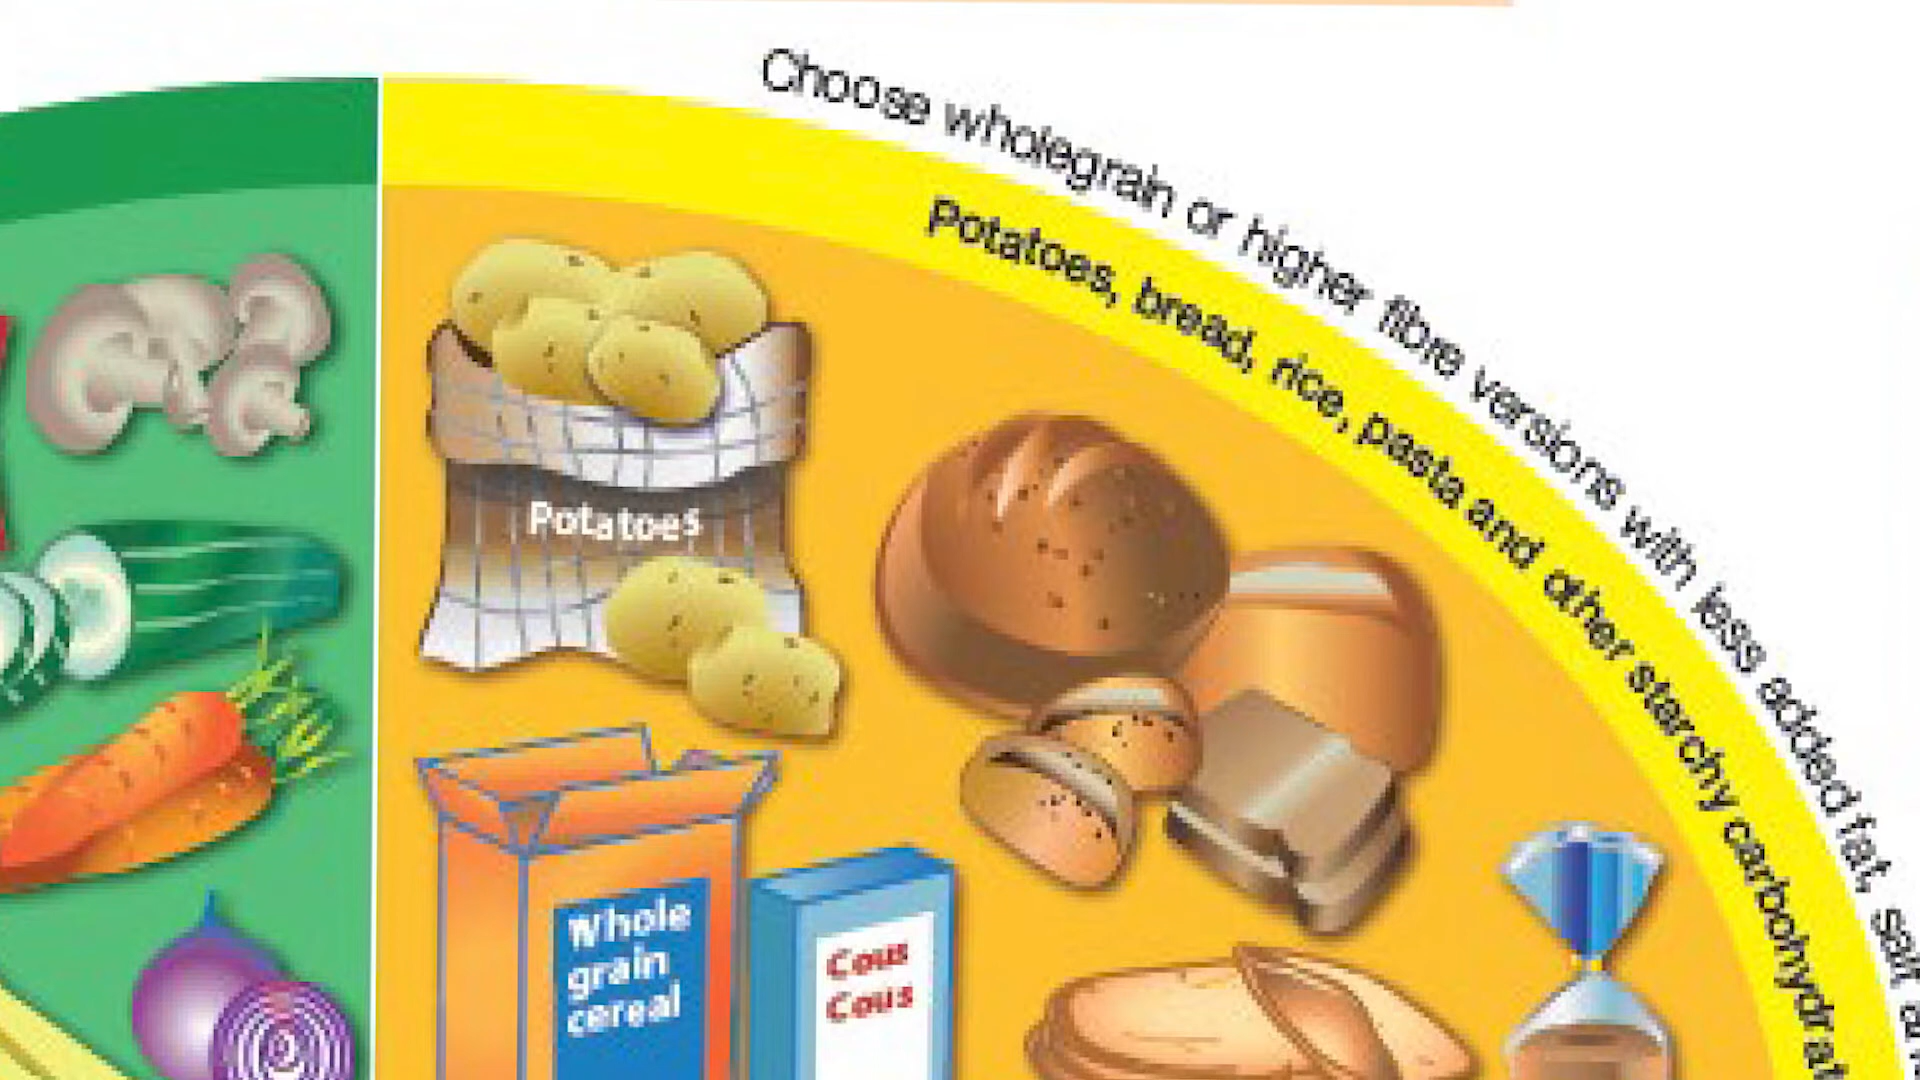 Choose wholegrain or higher fibre versions with less added fat, salt
Potatoes, bread, rice, pasta and other starchy carbohydrat
Potatoes
Whole
grain
cereal
Cous
Cous